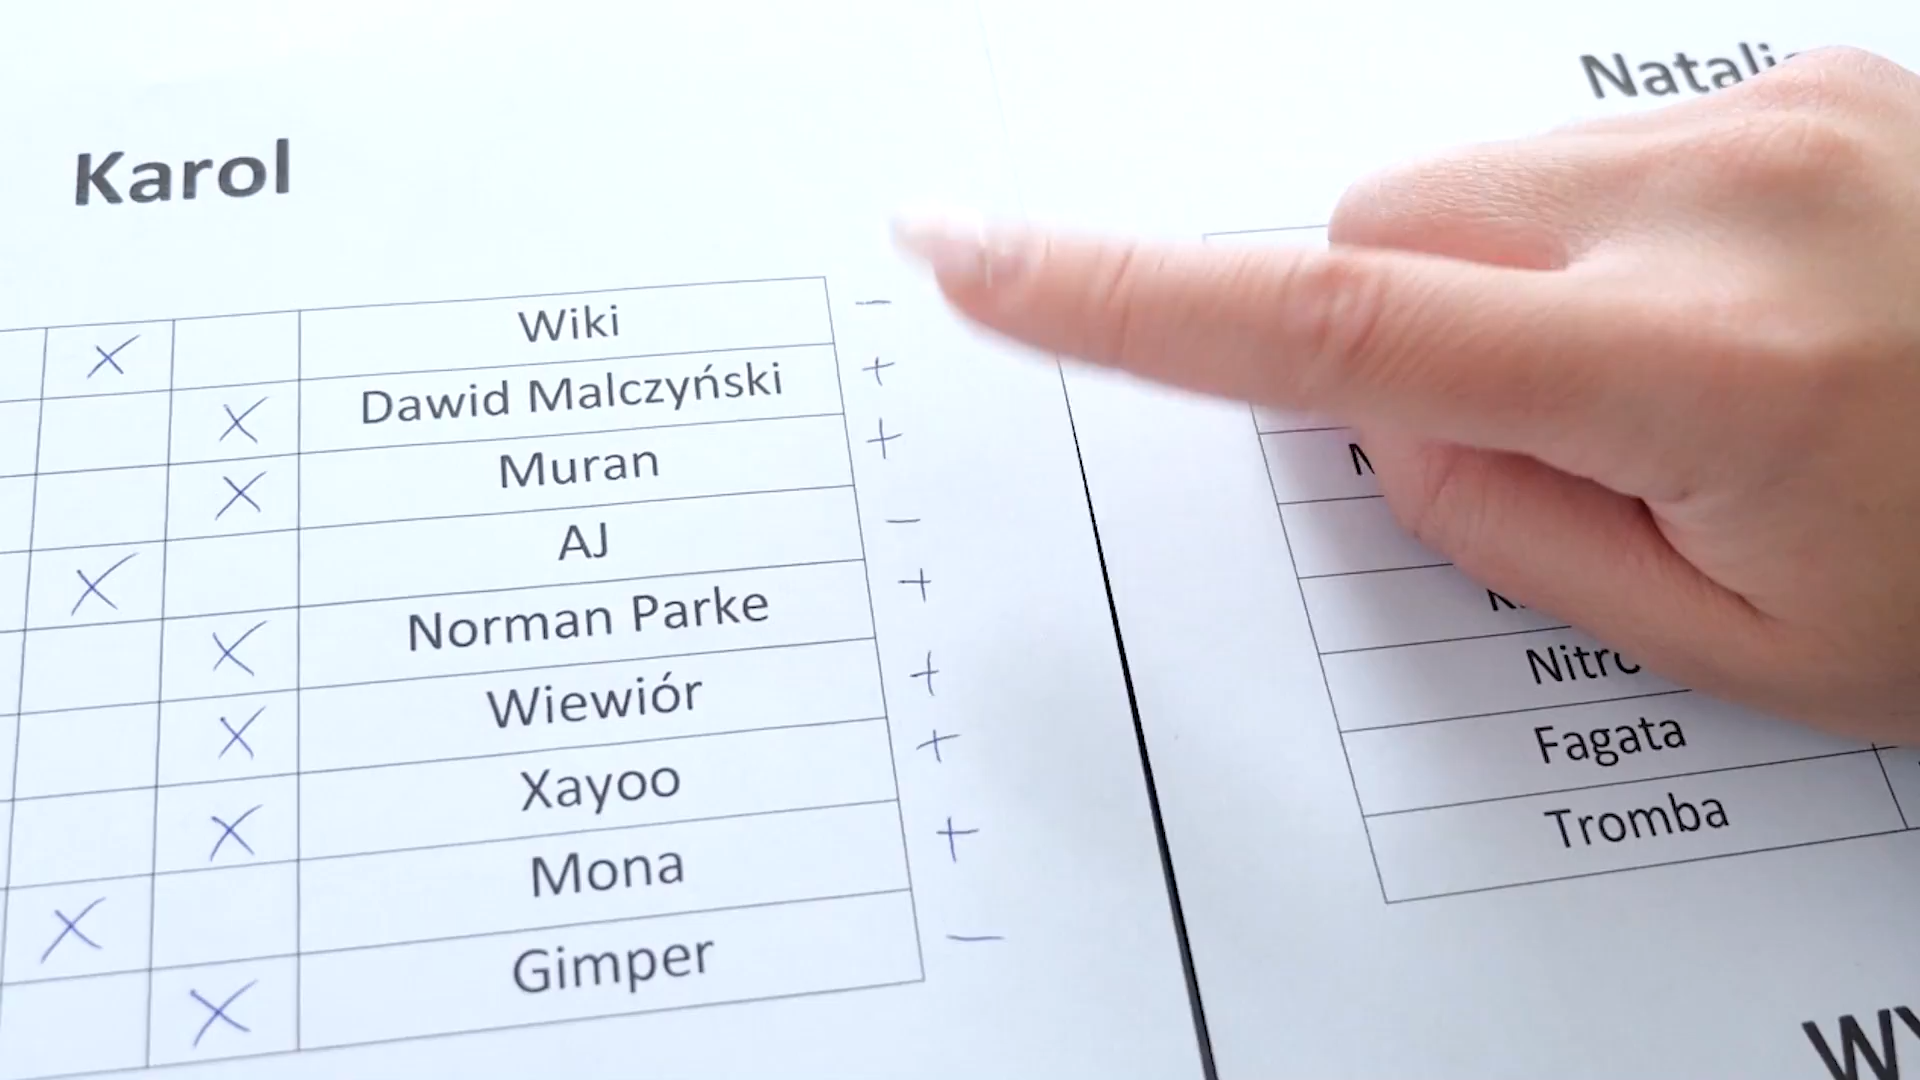 Karol
X Wiki -
X Dawid Malczyński +
X Muran +
X AJ -
X Norman Parke +
X Wiewiór +
X Xayoo +
X Mona +
X Gimper -
Nitro
Fagata
Tromba